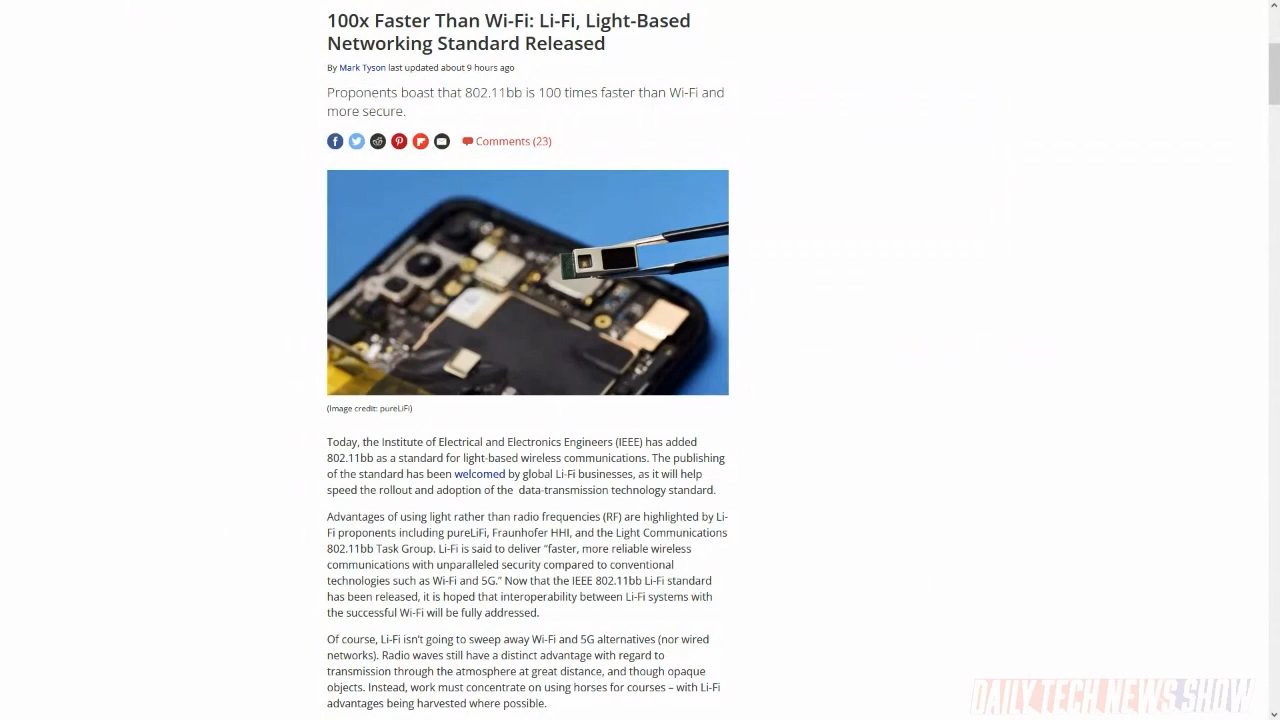 100x Faster Than Wi-Fi: Li-Fi, Light-Based
Networking Standard Released
By Mark Tyson last updated about 9 hours ago
Proponents boast that 802.11bb is 100 times faster than Wi-Fi and
more secure.
Comments (23)
(Image credit: pureLiFi)
Today, the Institute of Electrical and Electronics Engineers (IEEE) has added
802.11bb as a standard for light-based wireless communications. The publishing
of the standard has been welcomed by global Li-Fi businesses, as it will help
speed the rollout and adoption of the  data-transmission technology standard.
Advantages of using light rather than radio frequencies (RF) are highlighted by Li-
Fi proponents including pureLiFi, Fraunhofer HHI, and the Light Communications
802.11bb Task Group. Li-Fi is said to deliver “faster, more reliable wireless
communications with unparalleled security compared to conventional
technologies such as Wi-Fi and 5G.” Now that the IEEE 802.11bb Li-Fi standard
has been released, it is hoped that interoperability between Li-Fi systems with
the successful Wi-Fi will be fully addressed.
Of course, Li-Fi isn't going to sweep away Wi-Fi and 5G alternatives (nor wired
networks). Radio waves still have a distinct advantage with regard to
transmission through the atmosphere at great distance, and though opaque
objects. Instead, work must concentrate on using horses for courses – with Li-Fi
advantages being harvested where possible.
DAILY TECH NEWS SHOW